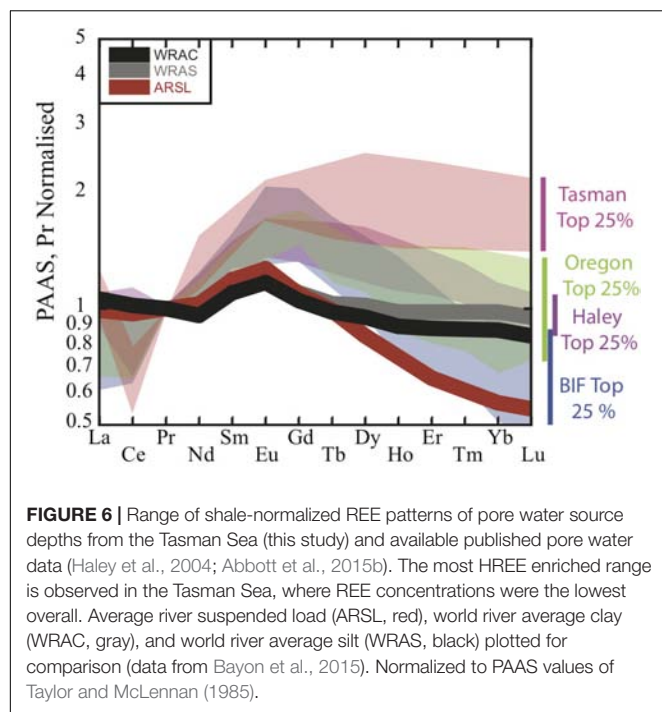 5
4
3
2
1
0.9
0.8
0.7
0.6
0.5
PAAS, Pr Normalised
WRAC
WRAS
ARSL
La
Ce
Pr
Nd
Sm
Eu
Gd
Tb
Dy
Ho
Er
Tm
Yb
Lu
Tasman
Top 25%
Oregon
Top 25%
Haley
Top 25%
BIF Top
25 %
FIGURE 6 | Range of shale-normalized REE patterns of pore water source
depths from the Tasman Sea (this study) and available published pore water
data (Haley et al., 2004; Abbott et al., 2015b). The most HREE enriched range
is observed in the Tasman Sea, where REE concentrations were the lowest
overall. Average river suspended load (ARSL, red), world river average clay
(WRAC, gray), and world river average silt (WRAS, black) plotted for
comparison (data from Bayon et al., 2015). Normalized to PAAS values of
Taylor and McLennan (1985).